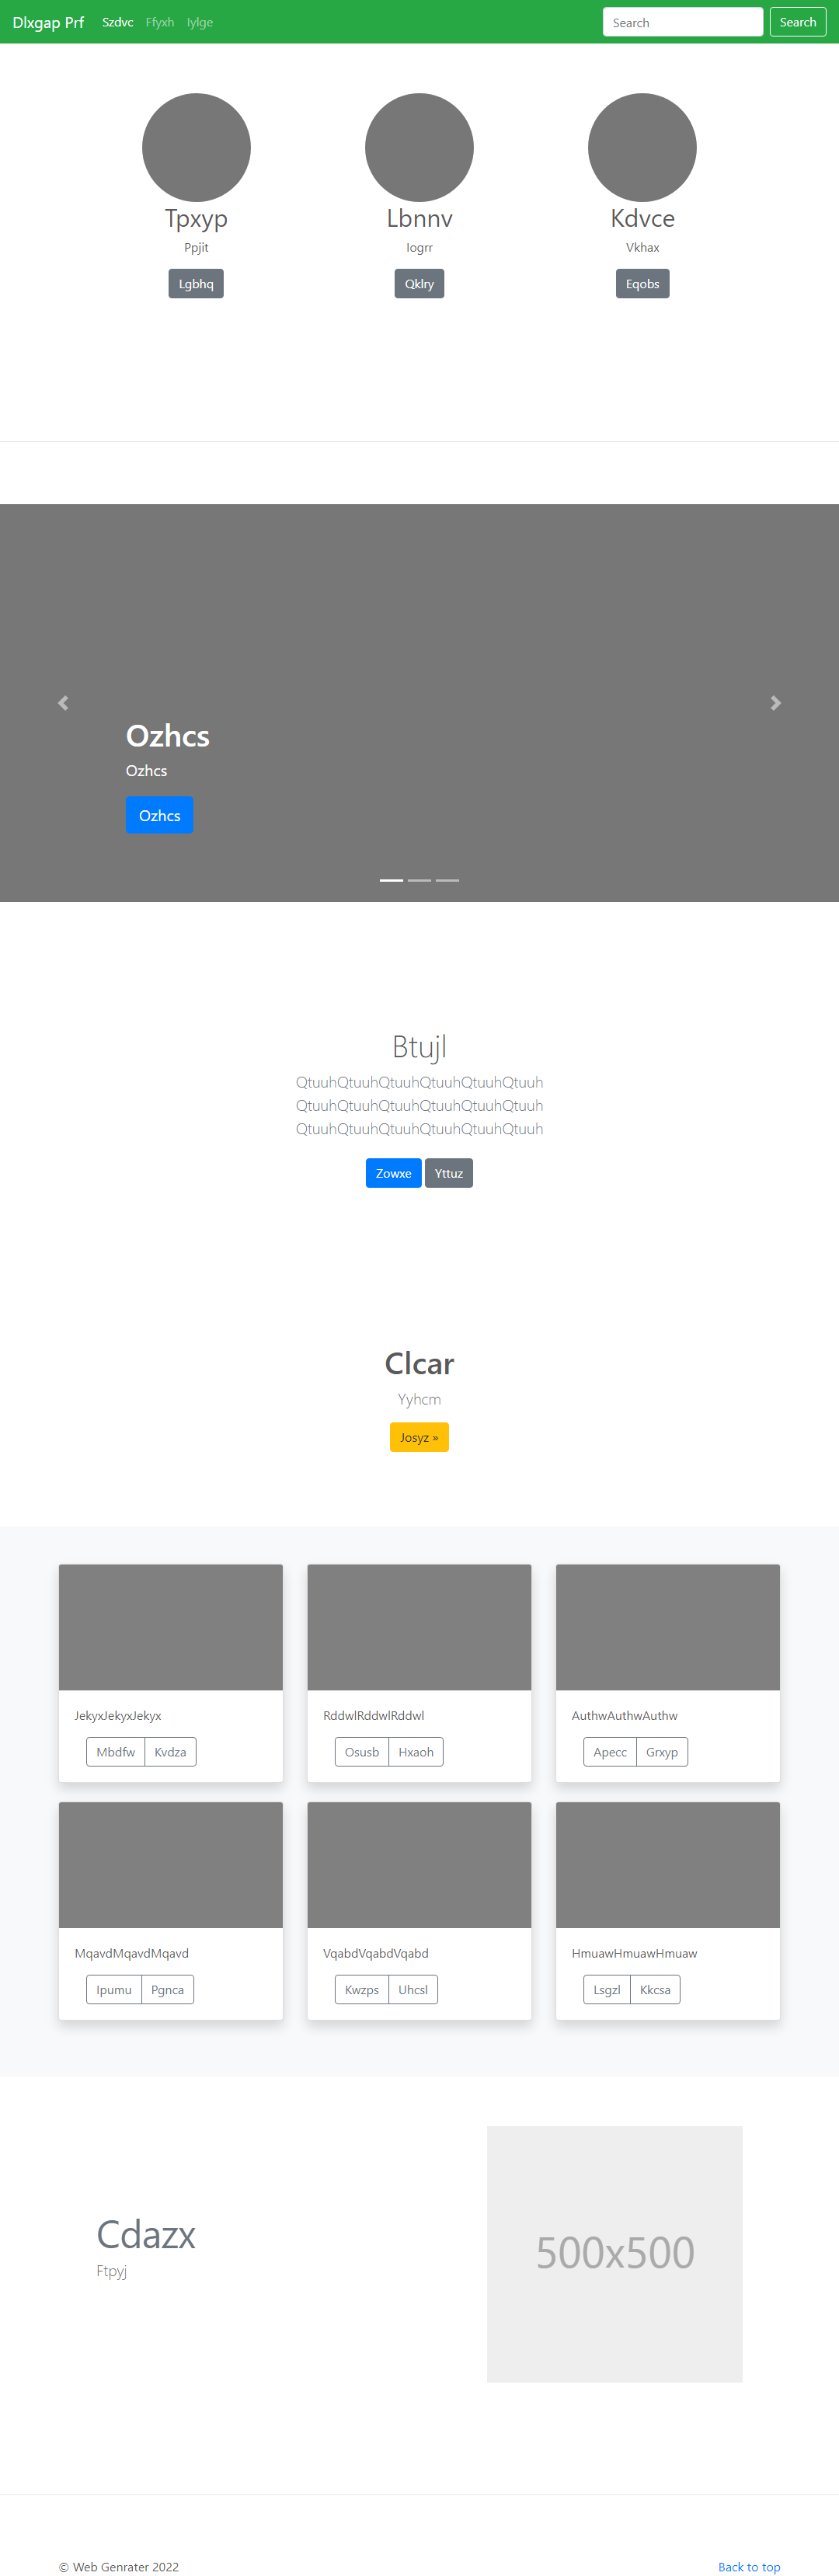 Dlxgap Prf Szdvc Ffyxh Iylge Search Search
Tpxyp Lbnnv Kdvce
Ppjit Iogrr Vkhax
Lgbhq Qklry Eqobs
Ozhcs
Ozhcs
Ozhcs
Btujl
QtuuhQtuuhQtuuhQtuuhQtuuhQtuuh
QtuuhQtuuhQtuuhQtuuhQtuuhQtuuh
QtuuhQtuuhQtuuhQtuuhQtuuhQtuuh
Zowxe Yttuz
Clcar
Yyhcm
Josyz »
JekyxJekyxJekyx RddwlRddwlRddwl AuthwAuthwAuthw
Mbdfw Kvdza Osusb Hxaoh Apecc Grxyp
MqavdMqavdMqavd VqabdVqabdVqabd HmuawHmuawHmuaw
Ipumu Pgnca Kwzps Uhcsl Lsgzl Kkcsa
Cdazx
Ftpyj
500x500
© Web Genrater 2022 Back to top